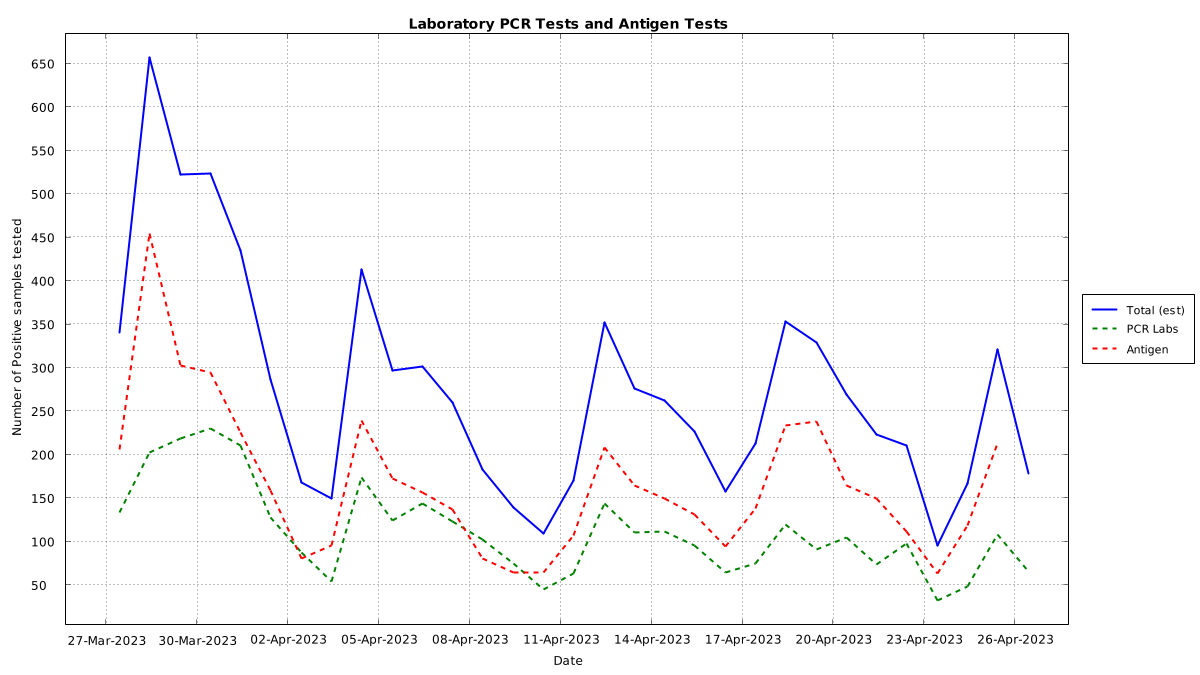 Laboratory PCR Tests and Antigen Tests
Number of Positive samples tested
650
600
550
500
450
400
350
300
250
200
150
100
50
27-Mar-2023 30-Mar-2023 02-Apr-2023 05-Apr-2023 08-Apr-2023 11-Apr-2023 14-Apr-2023 17-Apr-2023 20-Apr-2023 23-Apr-2023 26-Apr-2023
Date
Total (est)
PCR Labs
Antigen